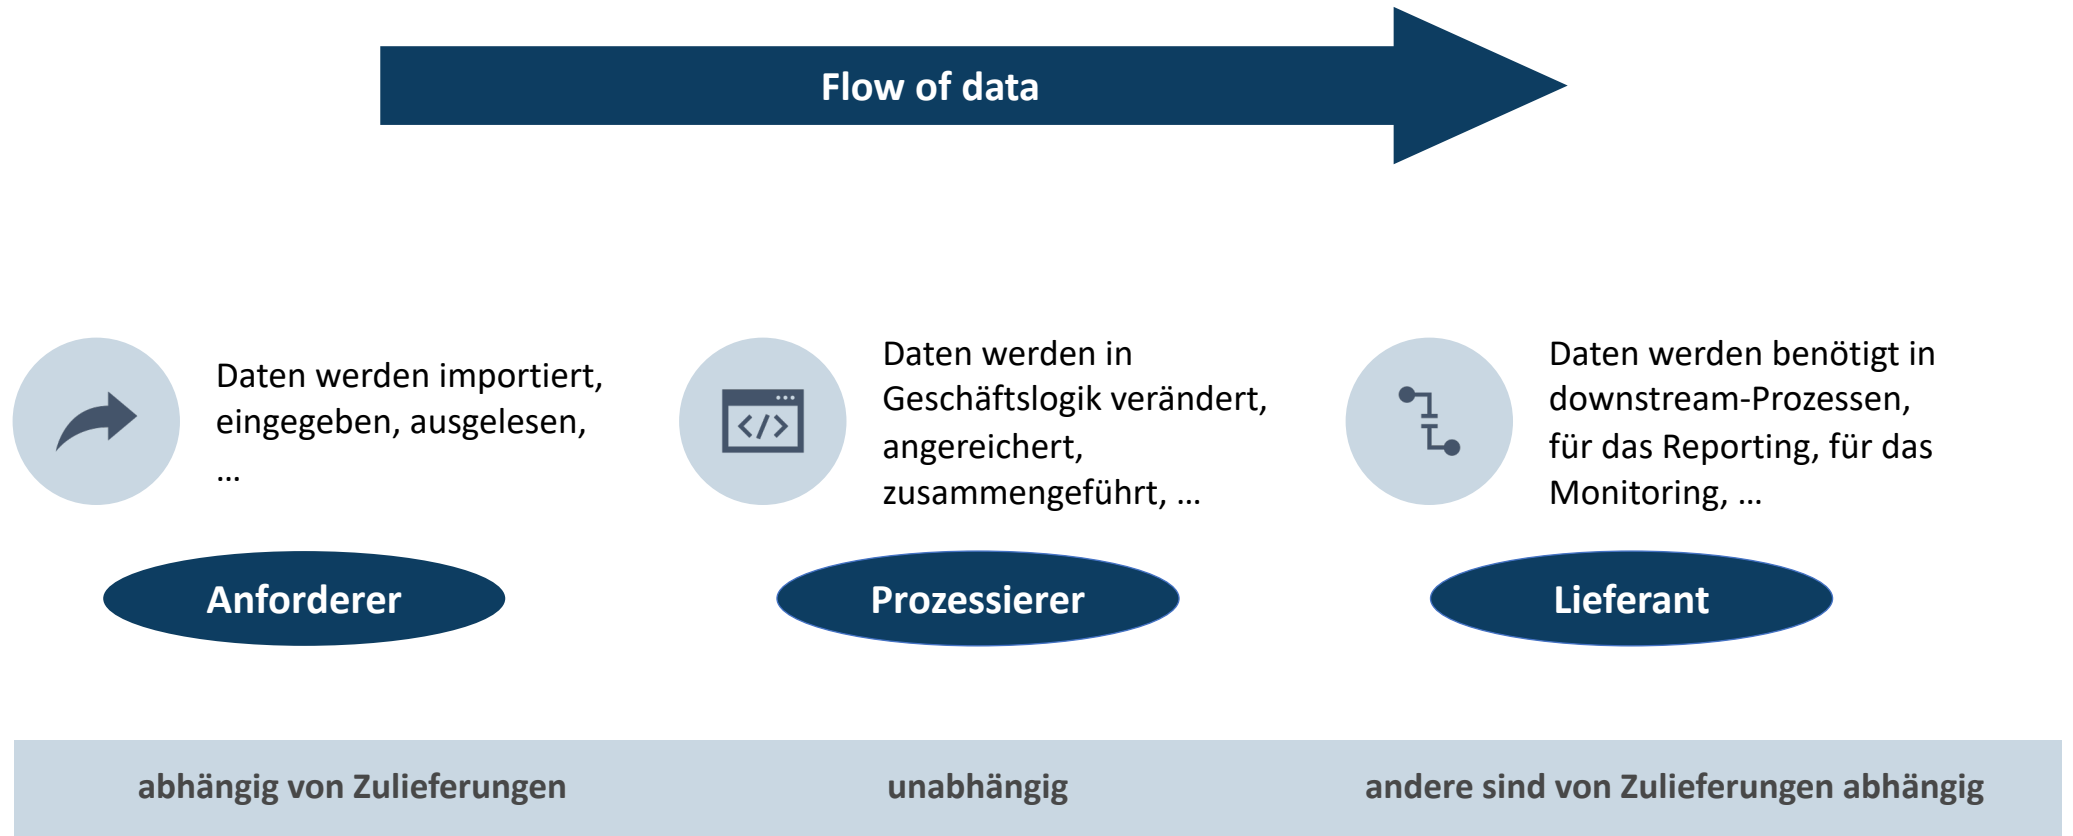 Flow of data
Daten werden importiert,
eingegeben, ausgelesen,
…
Daten werden in
Geschäftslogik verändert,
angereichert,
zusammengeführt, …
Daten werden benötigt in
downstream-Prozessen,
für das Reporting, für das
Monitoring, …
Anforderer
Prozessierer
Lieferant
abhängig von Zulieferungen
unabhängig
andere sind von Zulieferungen abhängig